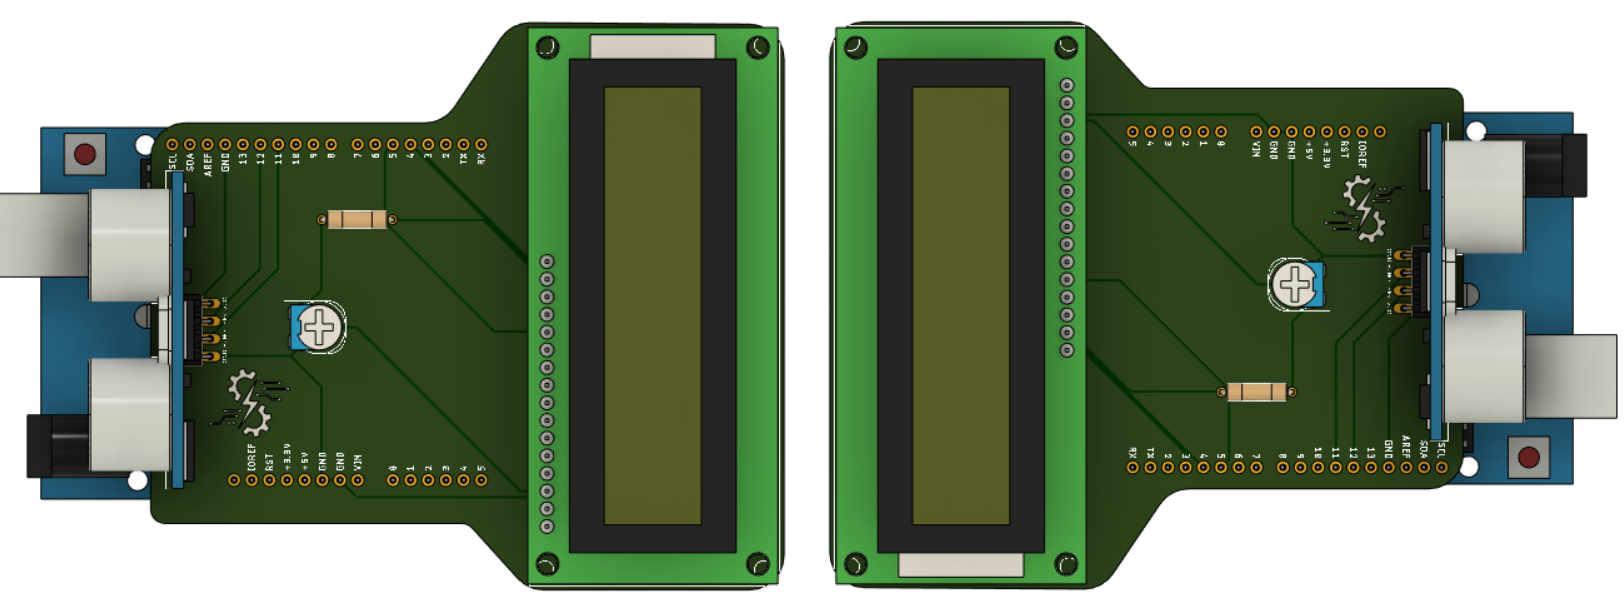 SCL SDA AREF GND 13 12 11 10 9 8 7 6 5 4 3 2 TX RX
IOREF RST +3.3V +5V GND GND VIN 0 1 2 3 4 5
5 4 3 2 1 0 VIN GND GND +5V +3.3V RST IOREF
RX TX 2 3 4 5 6 7 8 9 10 11 12 13 GND AREF SDA SCL